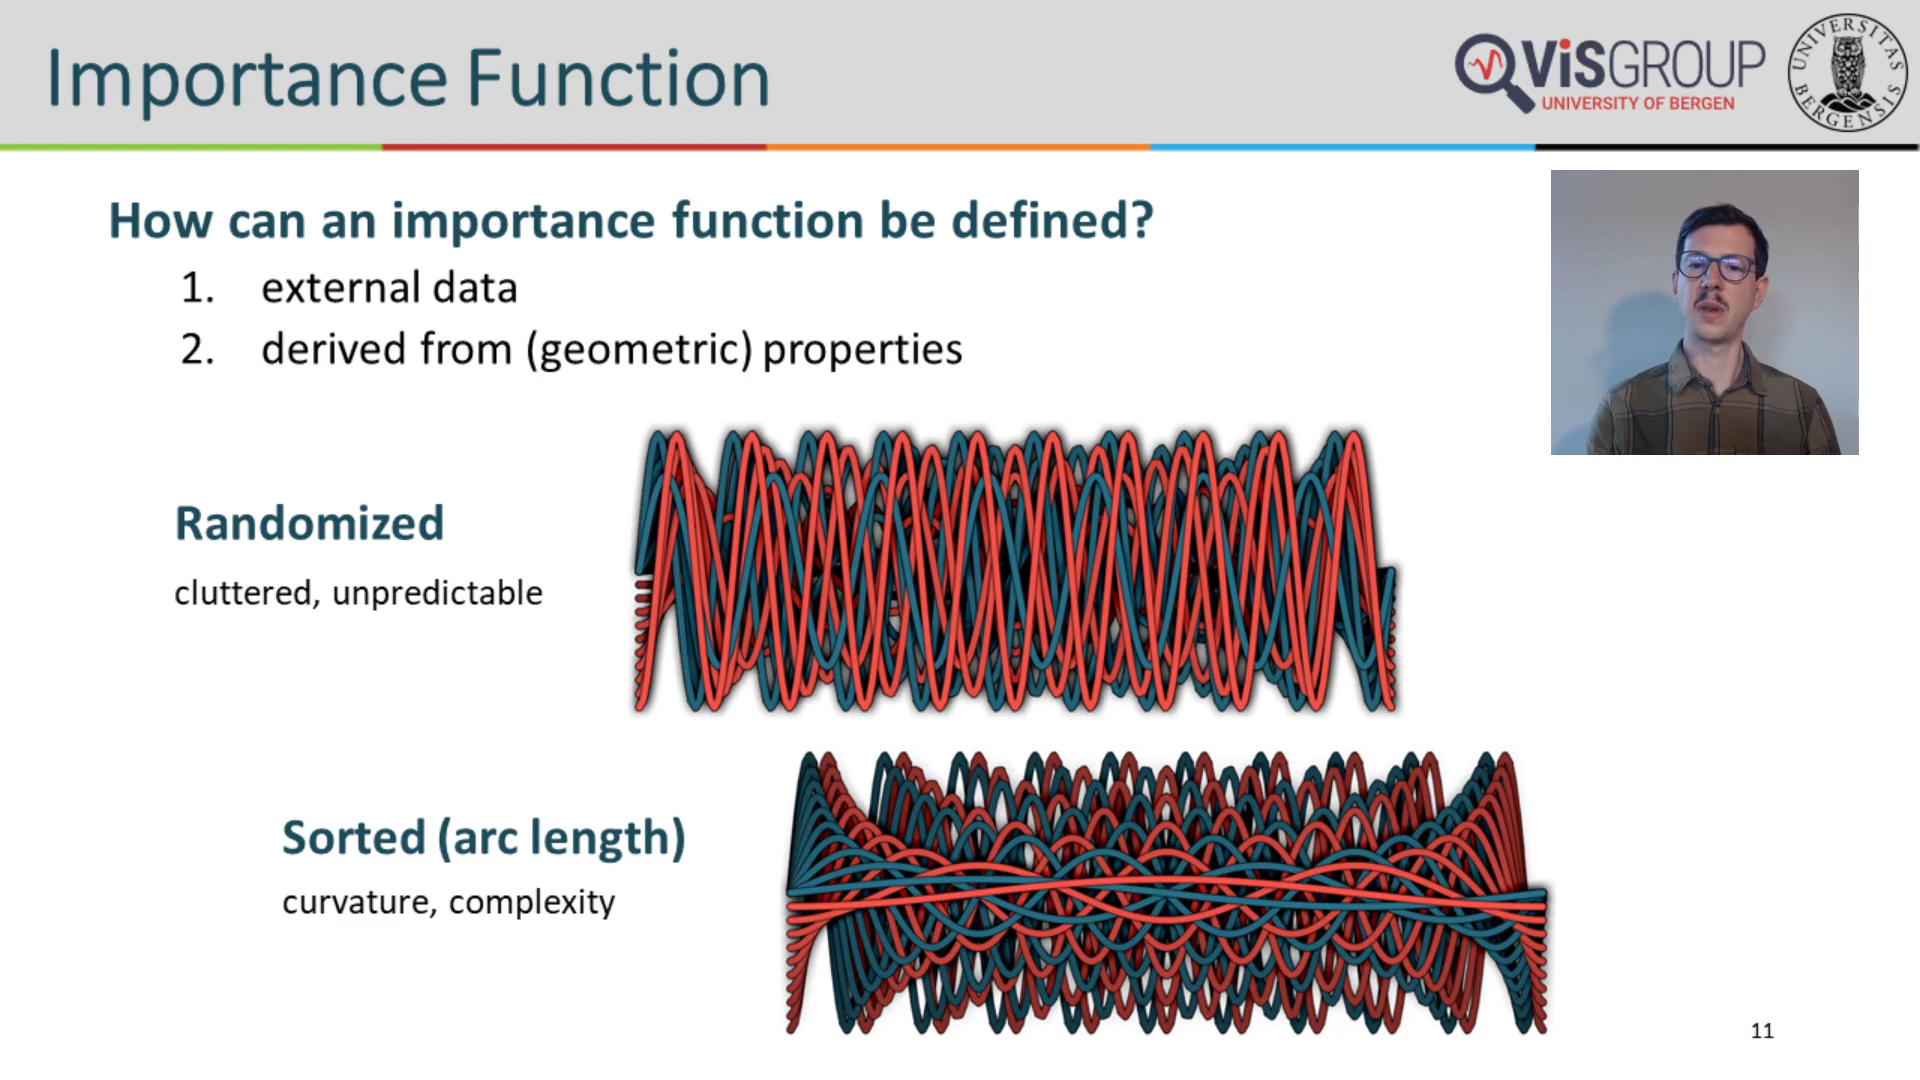 Importance Function
ViSGROUP
UNIVERSITY OF BERGEN
UNIVERSITAS BERGENSIS
How can an importance function be defined?
1. external data
2. derived from (geometric) properties
Randomized
cluttered, unpredictable
Sorted (arc length)
curvature, complexity
11